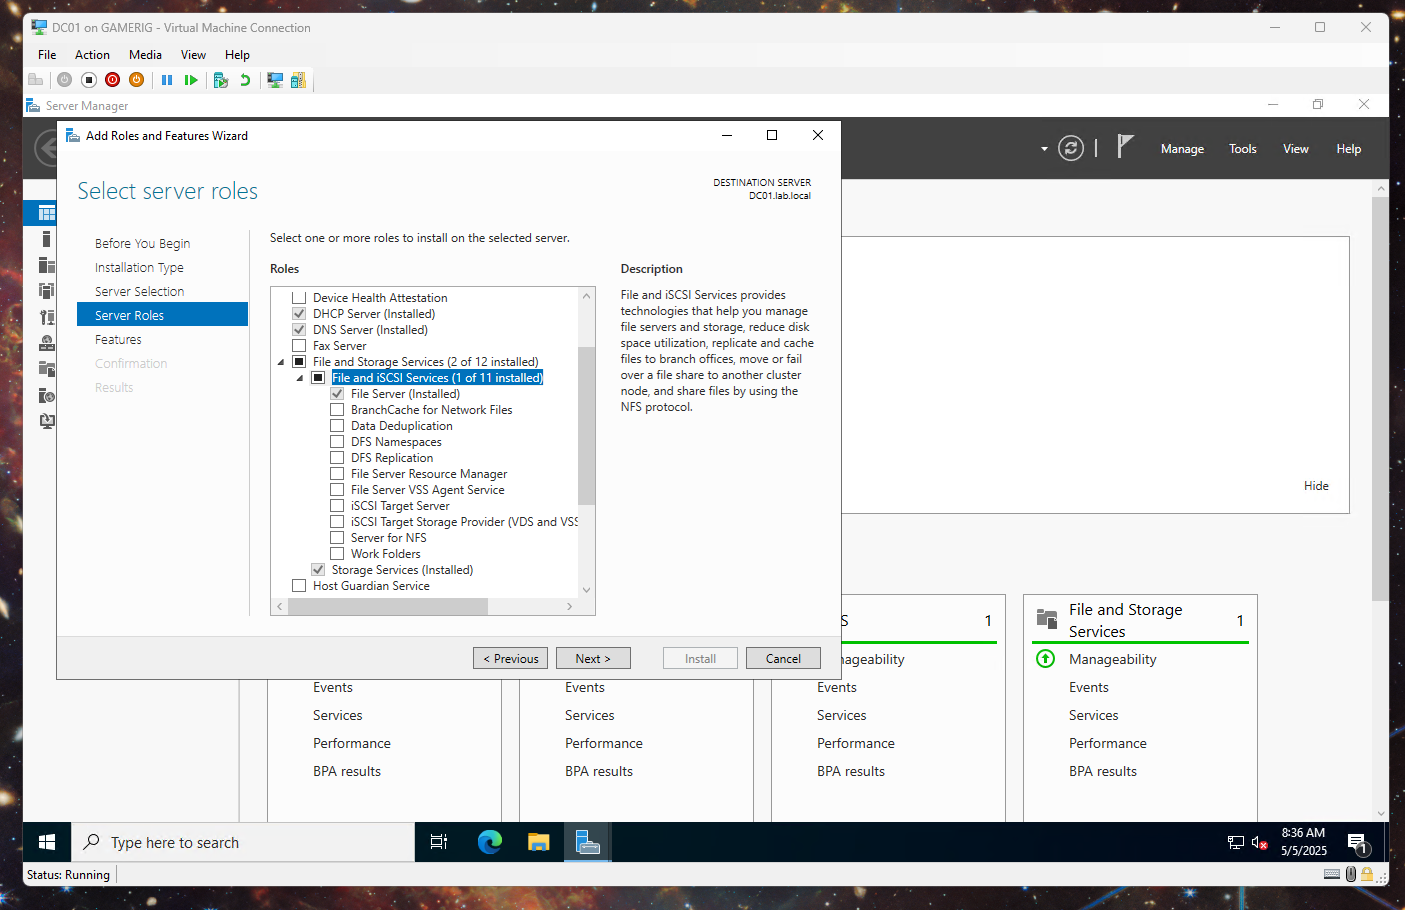 DC01 on GAMERIG - Virtual Machine Connection
File Action Media View Help
Server Manager
Add Roles and Features Wizard
Manage Tools View Help
Select server roles
DESTINATION SERVER
DC01.lab.local
Before You Begin
Installation Type
Server Selection
Server Roles
Features
Confirmation
Results
Select one or more roles to install on the selected server.
Roles
Device Health Attestation
DHCP Server (Installed)
DNS Server (Installed)
Fax Server
File and Storage Services (2 of 12 installed)
File and iSCSI Services (1 of 11 installed)
File Server (Installed)
BranchCache for Network Files
Data Deduplication
DFS Namespaces
DFS Replication
File Server Resource Manager
File Server VSS Agent Service
iSCSI Target Server
iSCSI Target Storage Provider (VDS and VSS
Server for NFS
Work Folders
Storage Services (Installed)
Host Guardian Service
Description
File and iSCSI Services provides
technologies that help you manage
file servers and storage, reduce disk
space utilization, replicate and cache
files to branch offices, move or fail
over a file share to another cluster
node, and share files by using the
NFS protocol.
< Previous
Next >
Install
Cancel
Hide
Events
Services
Performance
BPA results
Events
Services
Performance
BPA results
S 1
nageability
Events
Services
Performance
BPA results
File and Storage
Services
1
Manageability
Events
Services
Performance
BPA results
Type here to search
8:36 AM
5/5/2025
1
Status: Running